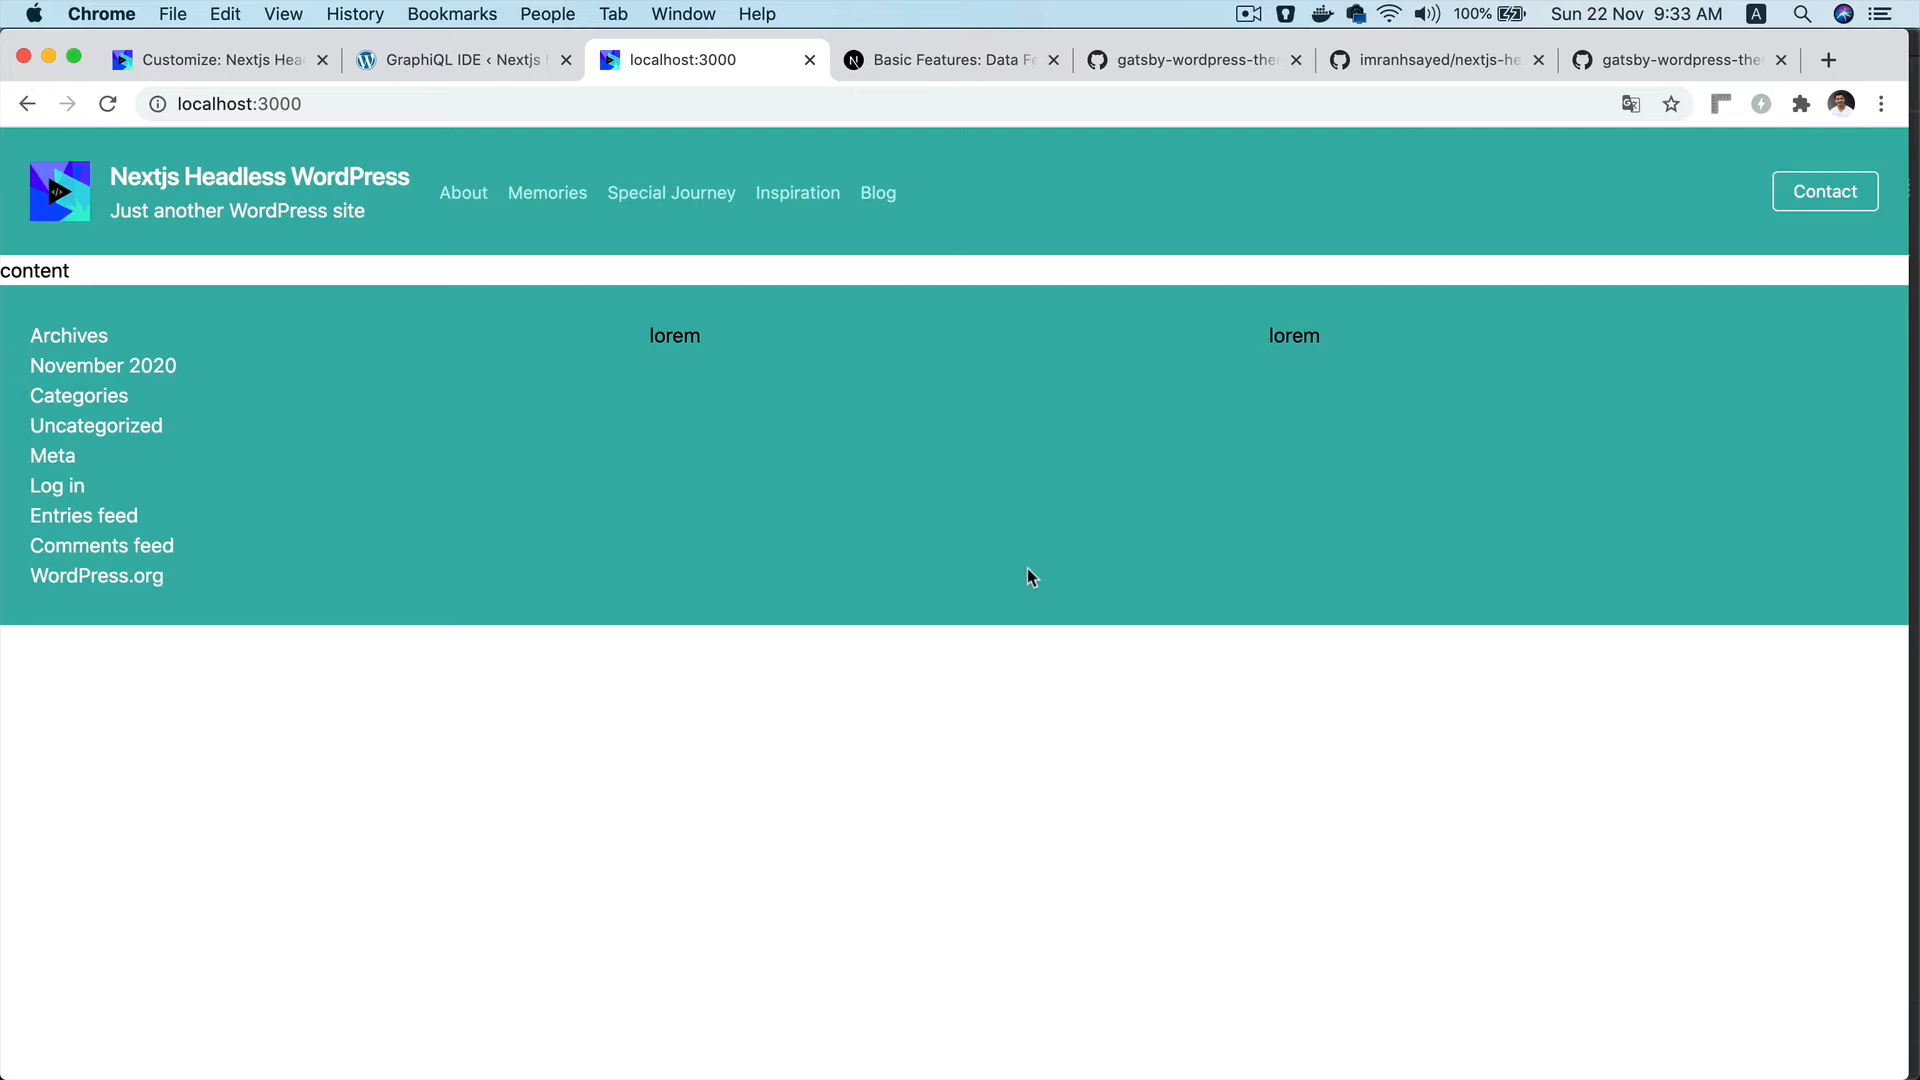 Chrome File Edit View History Bookmarks People Tab Window Help 100% Sun 22 Nov 9:33 AM A
Customize: Nextjs Hea GraphiQL IDE ‹ Nextjs localhost:3000 Basic Features: Data Fe gatsby-wordpress-the imranhsayed/nextjs-he gatsby-wordpress-the
localhost:3000
Nextjs Headless WordPress
Just another WordPress site
About Memories Special Journey Inspiration Blog
Contact
content
Archives lorem lorem
November 2020
Categories
Uncategorized
Meta
Log in
Entries feed
Comments feed
WordPress.org